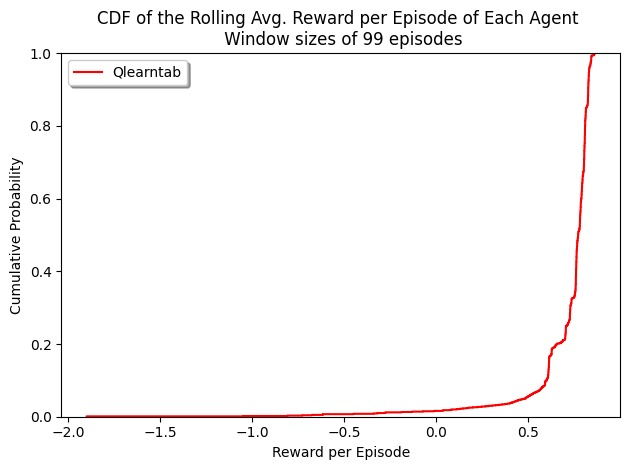 CDF of the Rolling Avg. Reward per Episode of Each Agent
Window sizes of 99 episodes
Qlearntab
Cumulative Probability
1.0
0.8
0.6
0.4
0.2
0.0
−2.0 −1.5 −1.0 −0.5 0.0 0.5
Reward per Episode